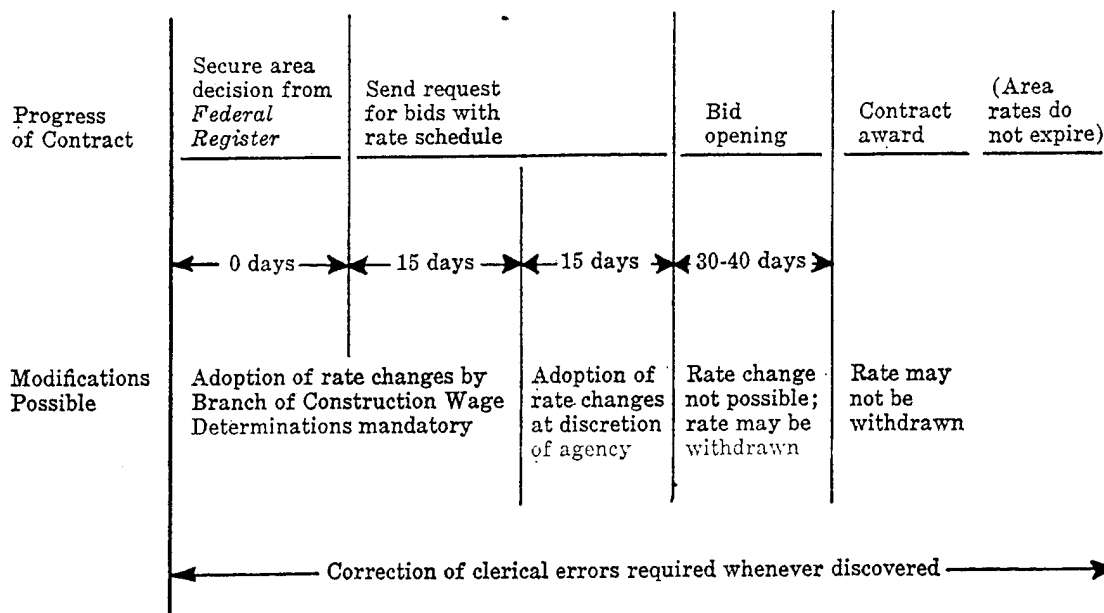 Progress
of Contract
Secure area
decision from
Federal
Register
Send request
for bids with
rate schedule
Bid
opening
Contract
award
(Area
rates do
not expire)
0 days
15 days
15 days
30-40 days
Modifications
Possible
Adoption of rate changes by
Branch of Construction Wage
Determinations mandatory
Adoption of
rate changes
at discretion
of agency
Rate change
not possible;
rate may be
withdrawn
Rate may
not be
withdrawn
Correction of clerical errors required whenever discovered